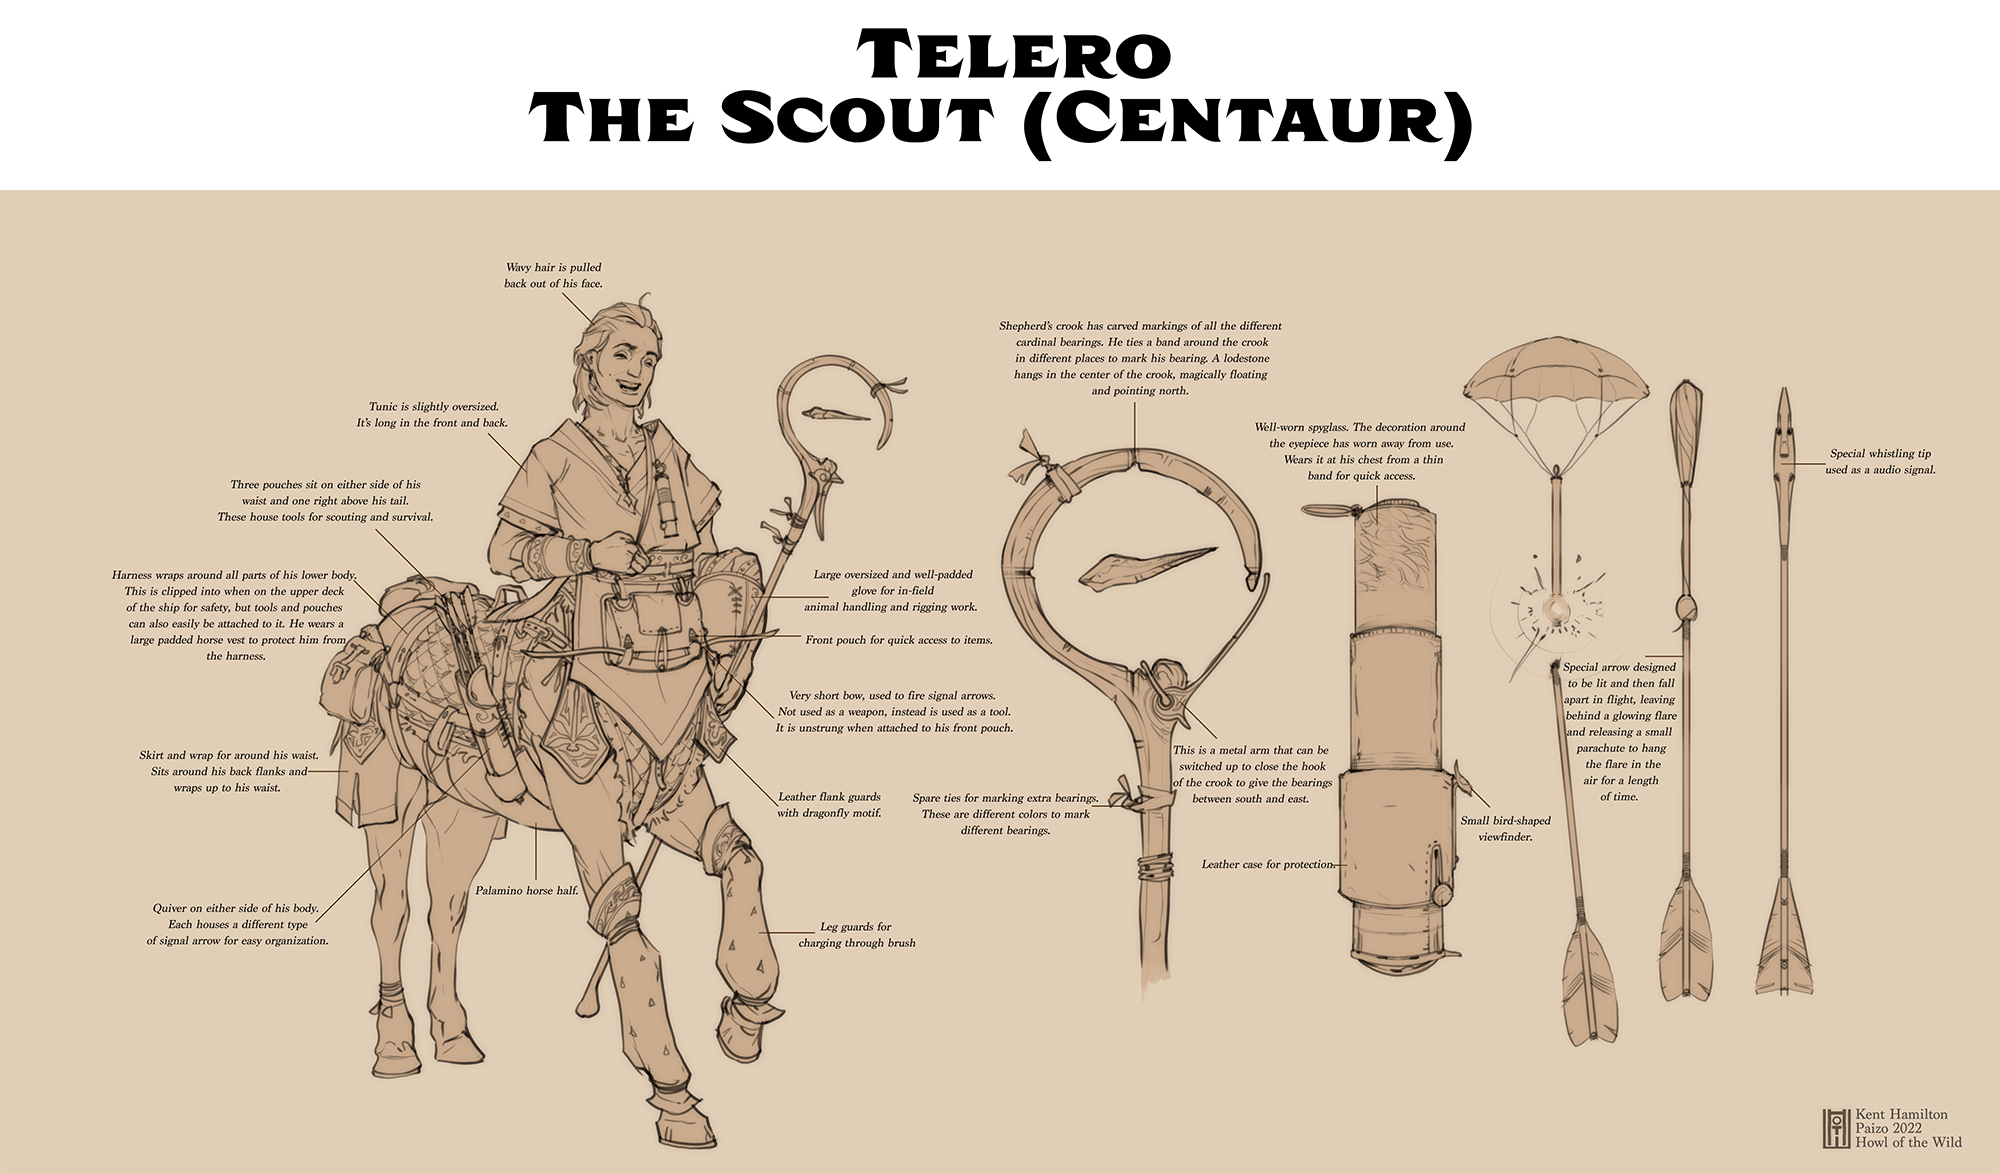 Telero
The Scout (Centaur)
Wavy hair is pulled
back out of his face.
Tunic is slightly oversized.
It's long in the front and back.
Three pouches sit on either side of his
waist and one right above his tail.
These house tools for scouting and survival.
Harness wraps around all parts of his lower body.
This is clipped into when on the upper deck
of the ship for safety, but tools and pouches
can also easily be attached to it. He wears a
large padded horse vest to protect him from
the harness.
Skirt and wrap for around his waist.
Sits around his back flanks and
wraps up to his waist.
Quiver on either side of his body.
Each houses a different type
of signal arrow for easy organization.
Palamino horse half.
Large oversized and well-padded
glove for in-field
animal handling and rigging work.
Front pouch for quick access to items.
Very short bow, used to fire signal arrows.
Not used as a weapon, instead is used as a tool.
It is unstrung when attached to his front pouch.
Leather flank guards
with dragonfly motif.
Leg guards for
charging through brush
Shepherd's crook has carved markings of all the different
cardinal bearings. He ties a band around the crook
in different places to mark his bearing. A lodestone
hangs in the center of the crook, magically floating
and pointing north.
This is a metal arm that can be
switched up to close the hook
of the crook to give the bearings
between south and east.
Spare ties for marking extra bearings.
These are different colors to mark
different bearings.
Well-worn spyglass. The decoration around
the eyepiece has worn away from use.
Wears it at his chest from a thin
band for quick access.
Small bird-shaped
viewfinder.
Leather case for protection.
Special arrow designed
to be lit and then fall
apart in flight, leaving
behind a glowing flare
and releasing a small
parachute to hang
the flare in the
air for a length
of time.
Special whistling tip
used as a audio signal.
Kent Hamilton
Paizo 2022
Howl of the Wild